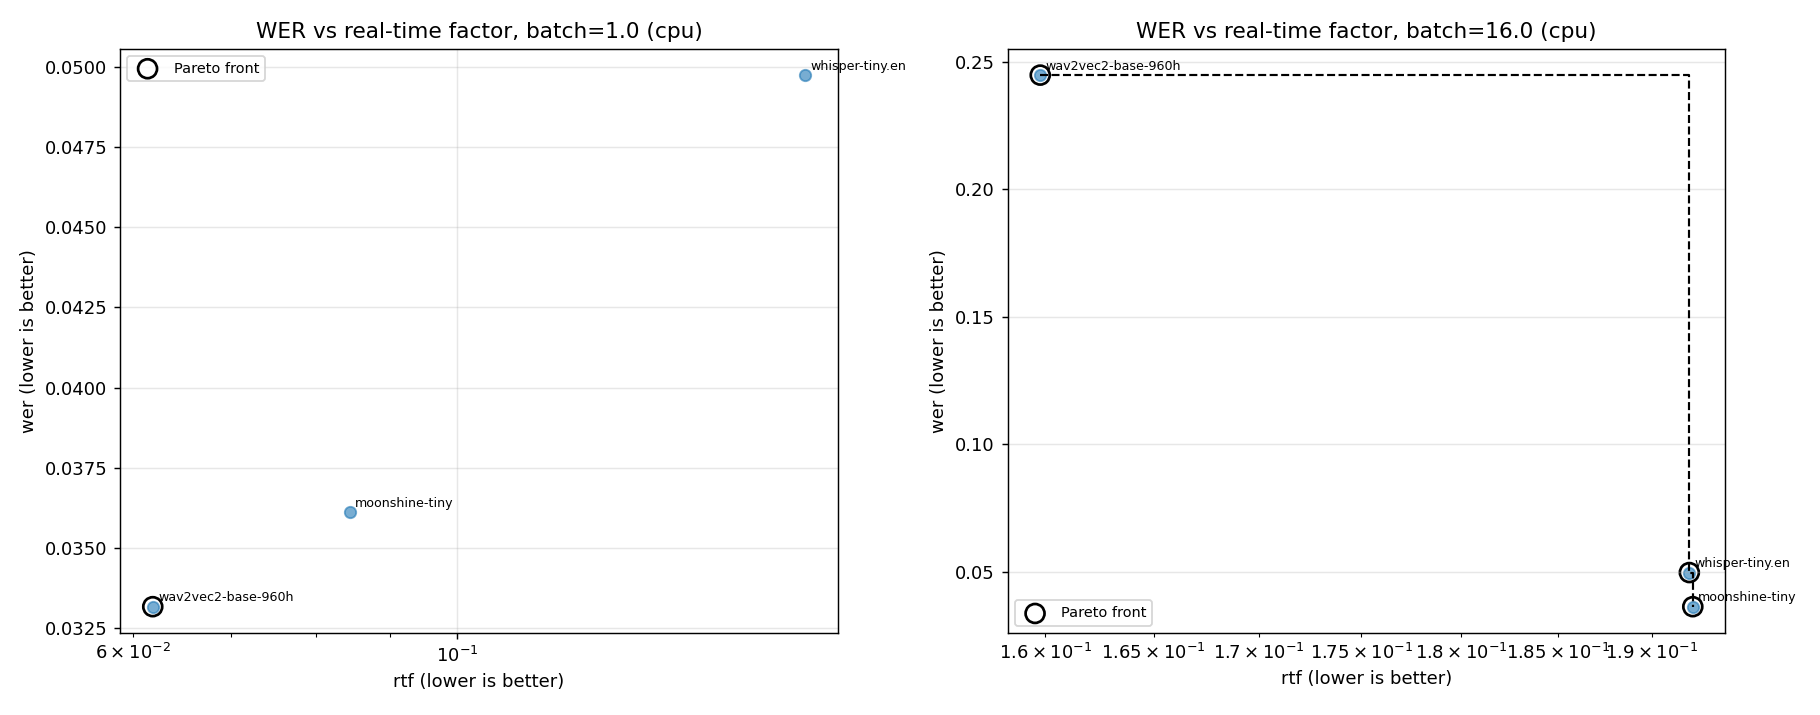 WER vs real-time factor, batch=1.0 (cpu)
Pareto front
whisper-tiny.en
moonshine-tiny
wav2vec2-base-960h
0.0500
0.0475
0.0450
0.0425
0.0400
0.0375
0.0350
0.0325
wer (lower is better)
6 × 10⁻²
10⁻¹
rtf (lower is better)
WER vs real-time factor, batch=16.0 (cpu)
wav2vec2-base-960h
whisper-tiny.en
moonshine-tiny
Pareto front
0.25
0.20
0.15
0.10
0.05
wer (lower is better)
1.6 × 10⁻¹
1.65 × 10⁻¹
1.7 × 10⁻¹
1.75 × 10⁻¹
1.8 × 10⁻¹
1.85 × 10⁻¹
1.9 × 10⁻¹
rtf (lower is better)